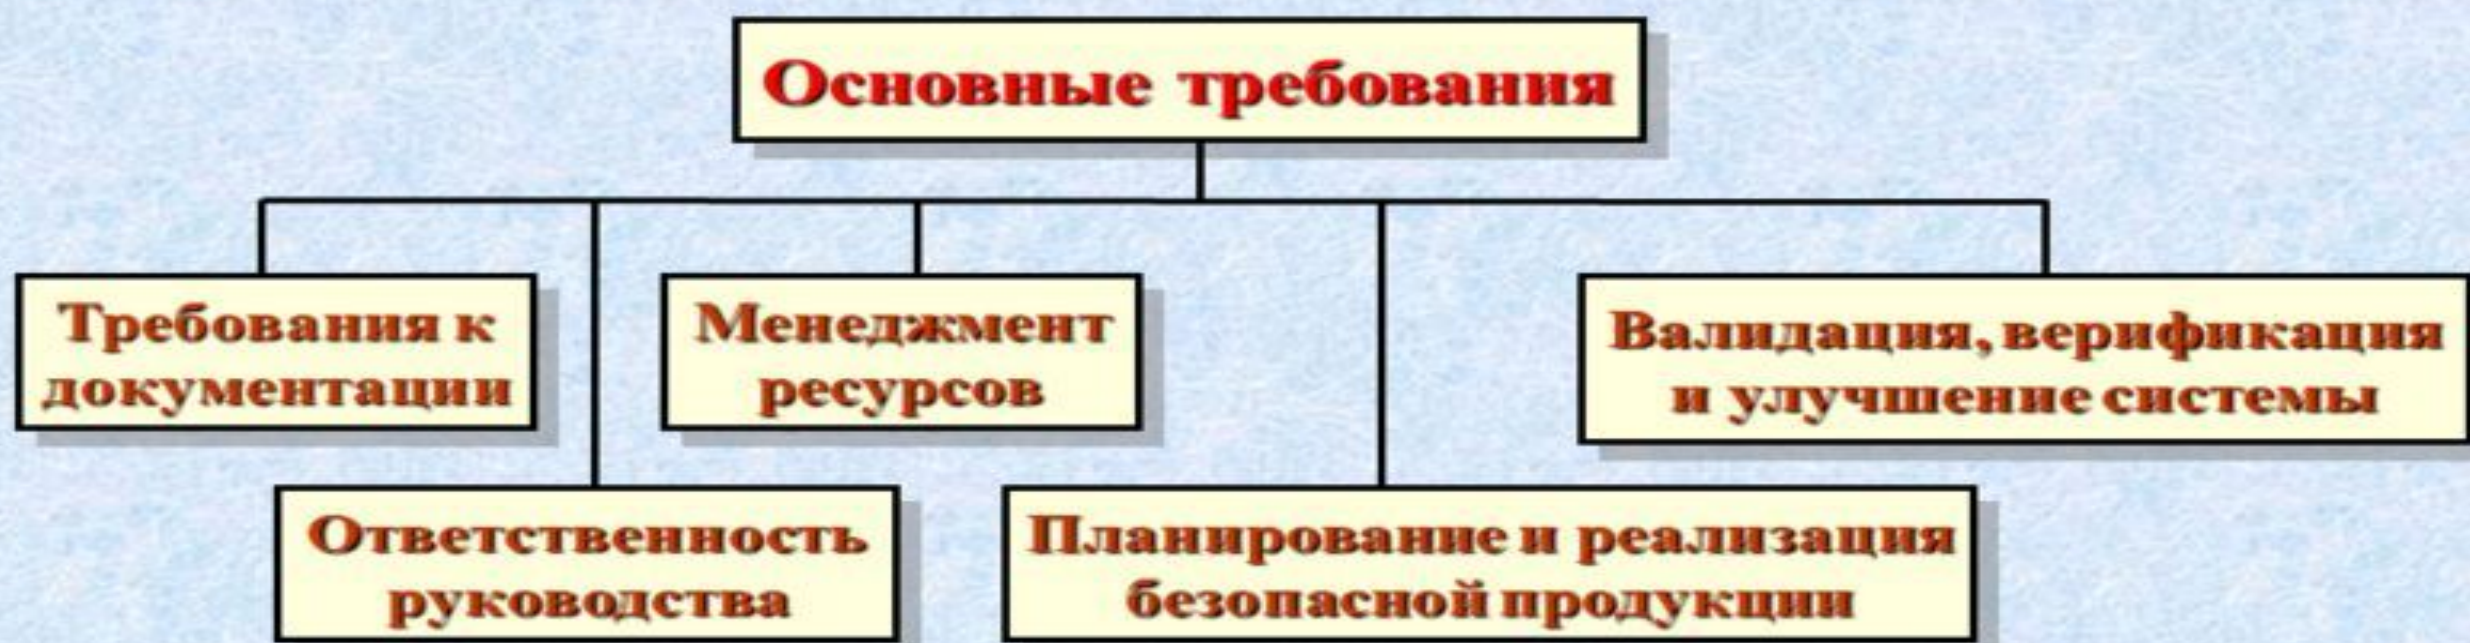 Основные требования
Требования к
документации
Менеджмент
ресурсов
Валидация, верификация
и улучшение системы
Ответственность
руководства
Планирование и реализация
безопасной продукции